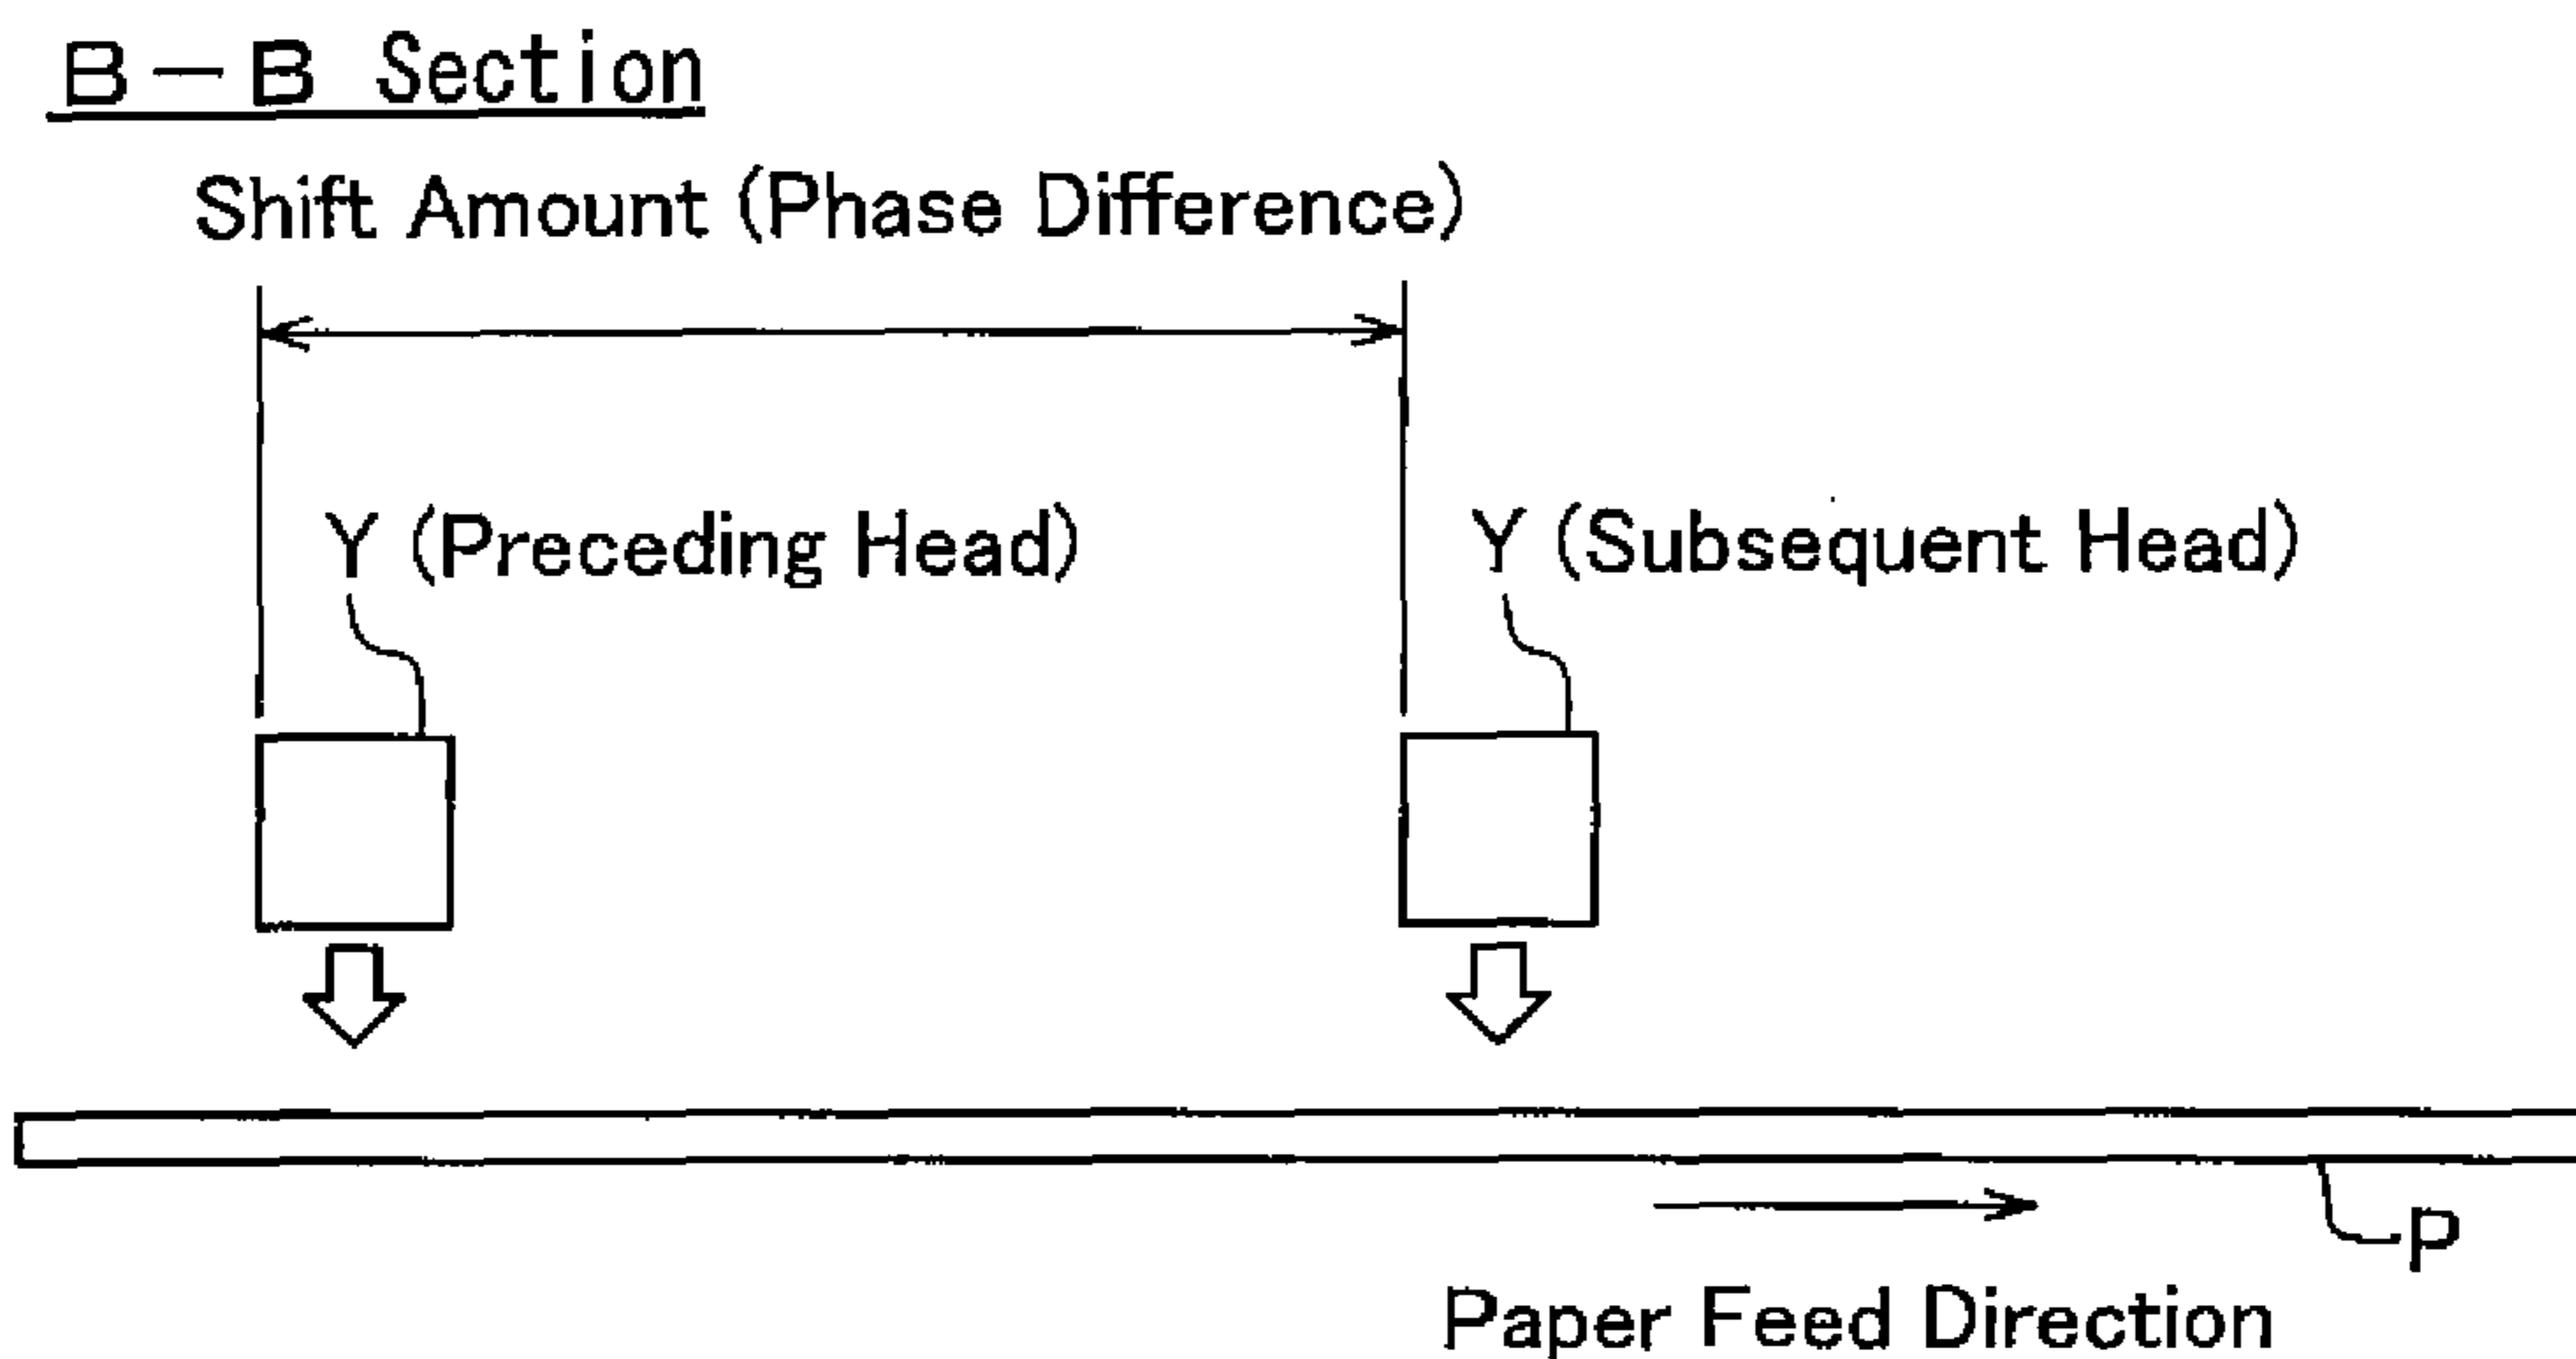 B-B Section
Shift Amount (Phase Difference)
Y (Preceding Head)
Y (Subsequent Head)
P
Paper Feed Direction